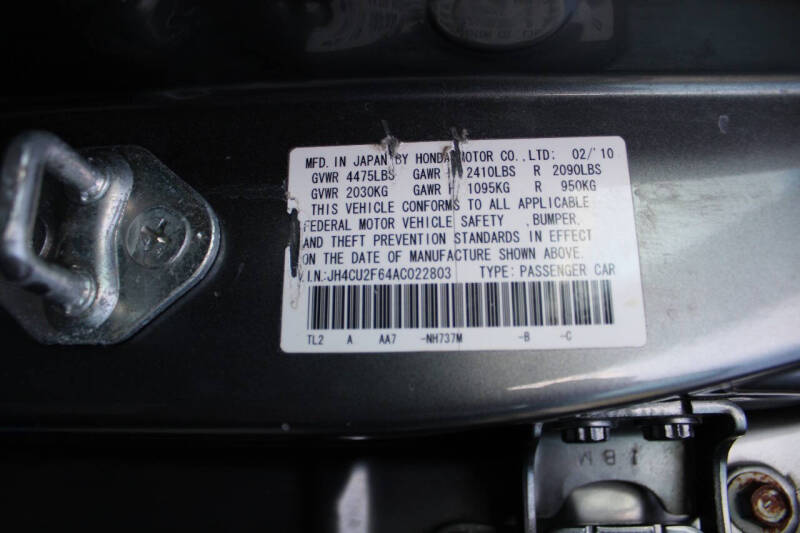 MFD. IN JAPAN BY HONDA MOTOR CO.,LTD: 02/'10
GVWR 4475LBS GAWR 2410LBS R 2090LBS
GVWR 2030KG GAWR F 1095KG R 950KG
THIS VEHICLE CONFORMS TO ALL APPLICABLE
FEDERAL MOTOR VEHICLE SAFETY ,BUMPER,
AND THEFT PREVENTION STANDARDS IN EFFECT
ON THE DATE OF MANUFACTURE SHOWN ABOVE.
V.I.N:JH4CU2F64AC022803 TYPE: PASSENGER CAR
TL2 A AA7 -NH737M -B -C
1BM